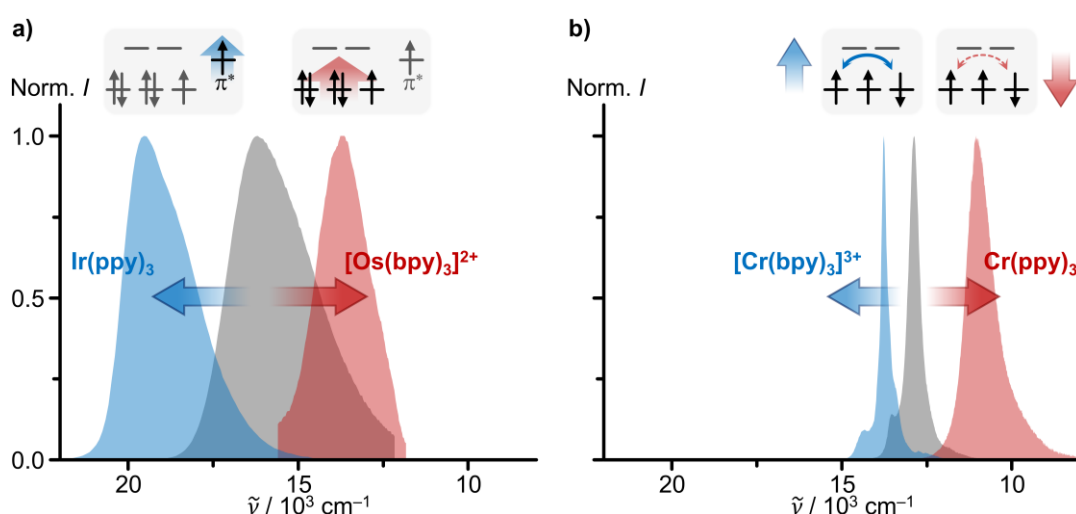 a)
π*
π*
Norm. I
1.0
0.5
0.0
Ir(ppy)3
[Os(bpy)3]2+
20
15
10
ṽ / 10³ cm⁻¹
b)
Norm. I
[Cr(bpy)3]3+
Cr(ppy)3
20
15
10
ṽ / 10³ cm⁻¹